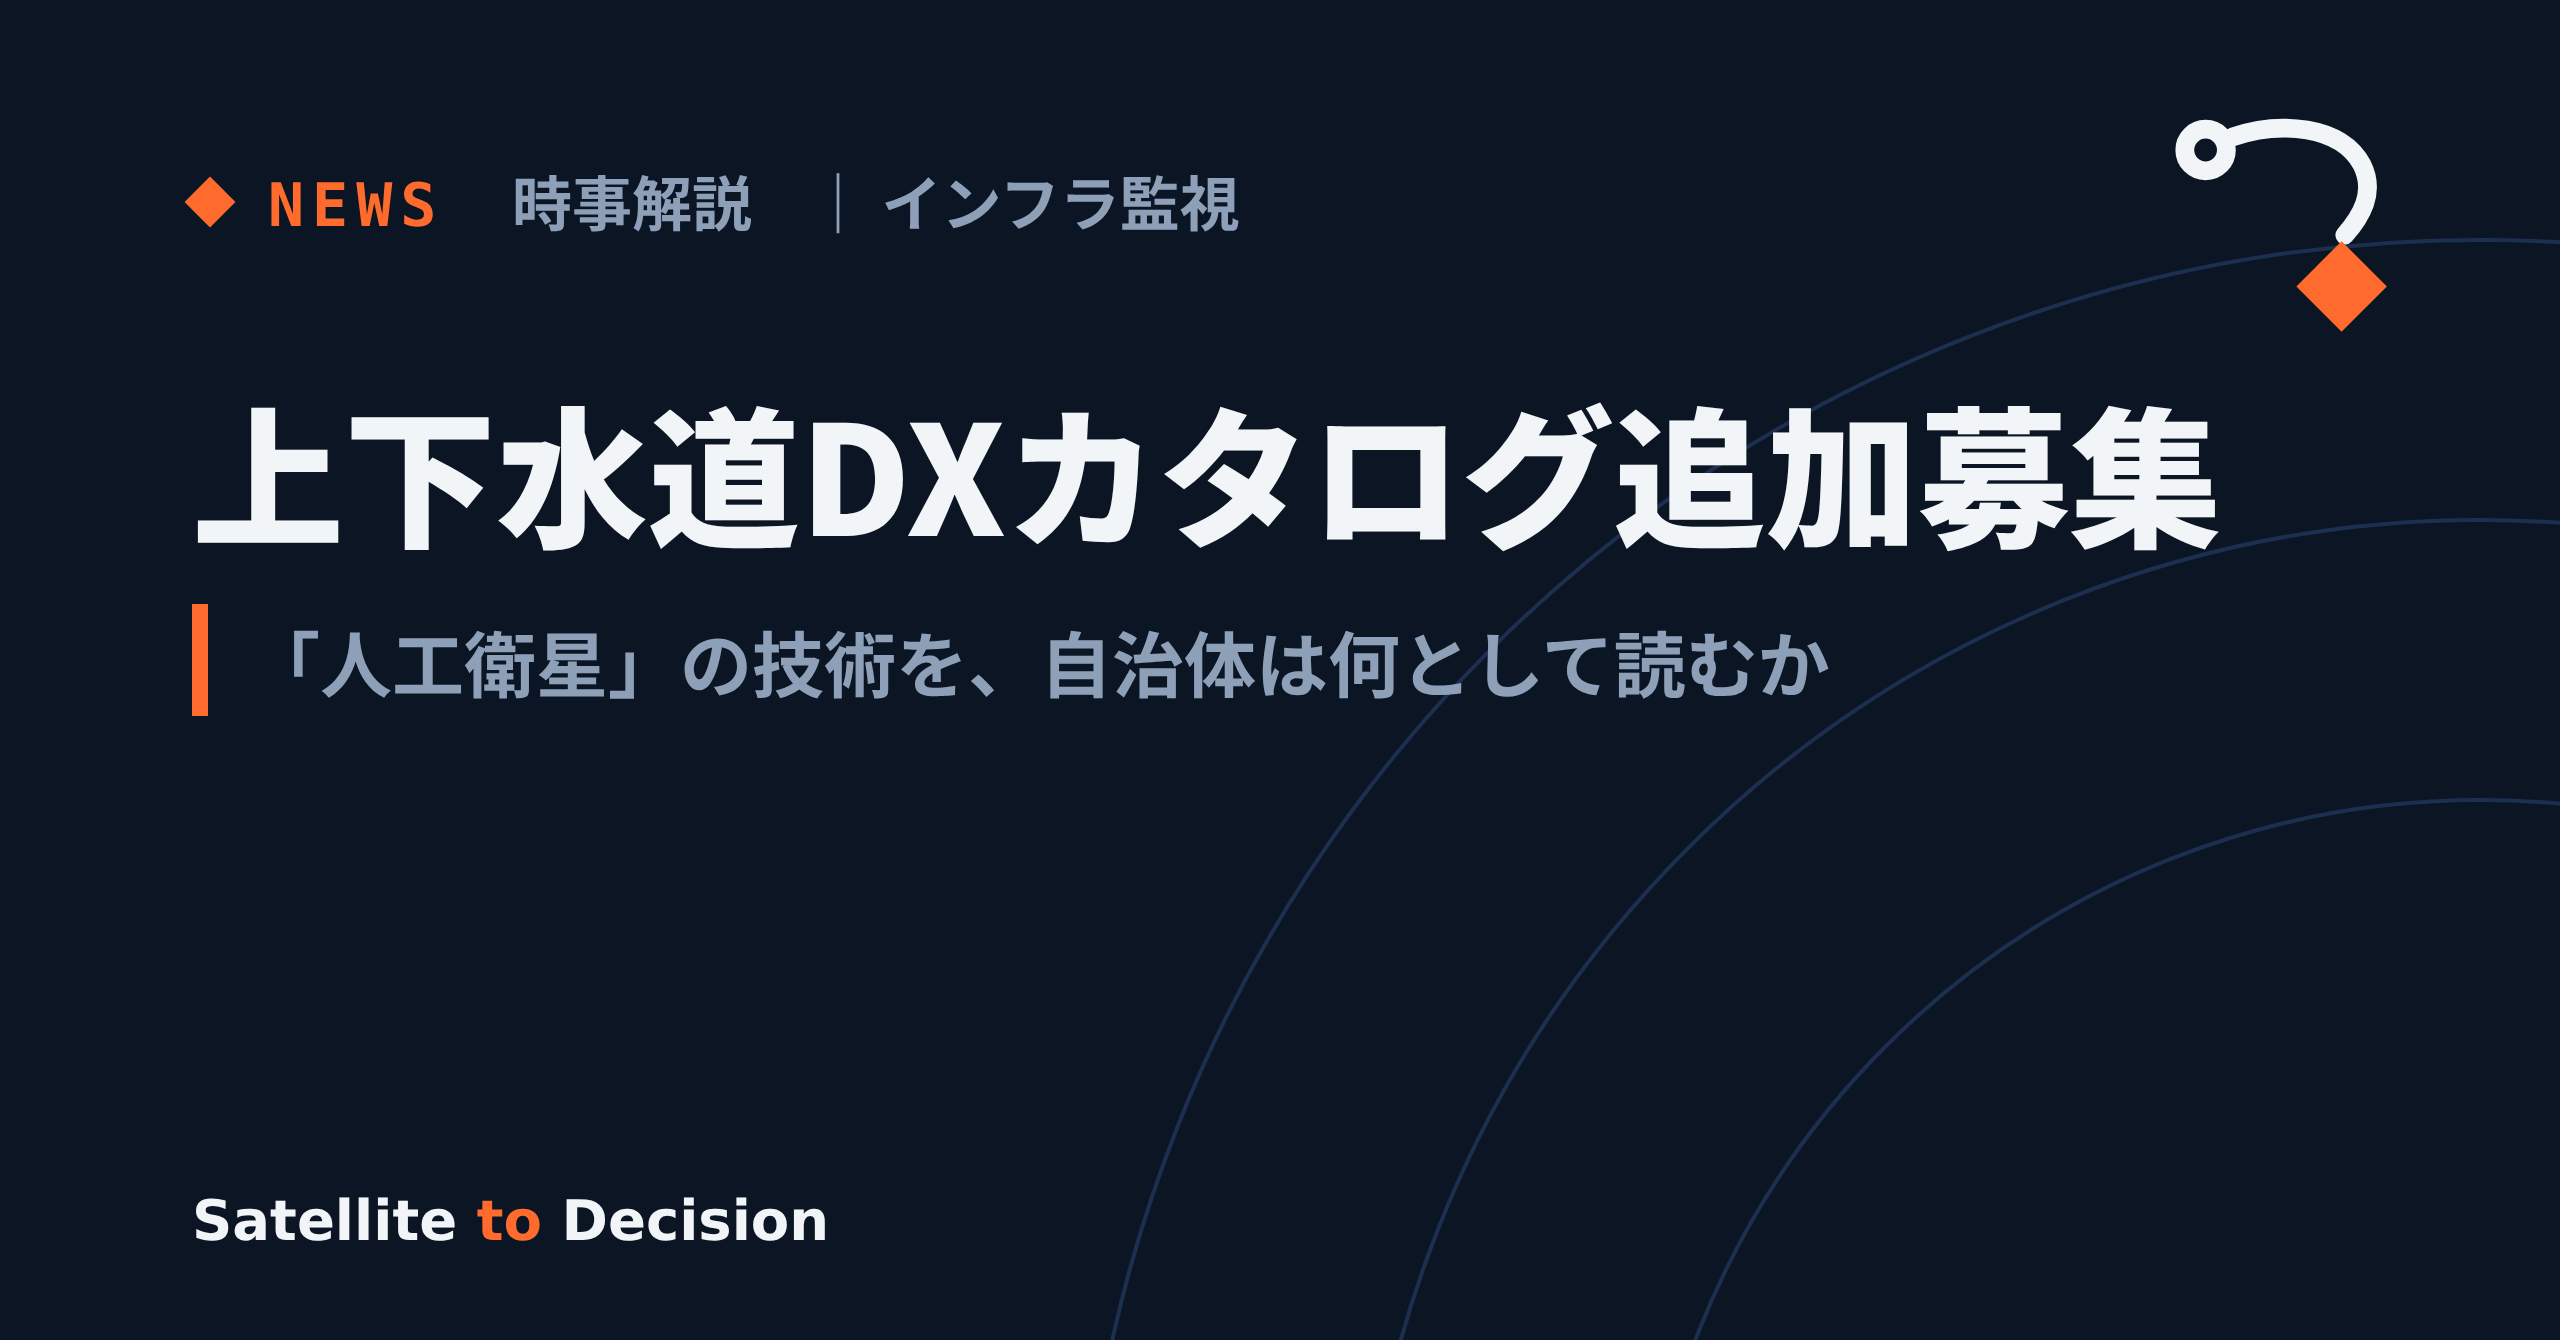 NEWS 時事解説 | インフラ監視
上下水道DXカタログ追加募集
「人工衛星」の技術を、自治体は何として読むか
Satellite to Decision